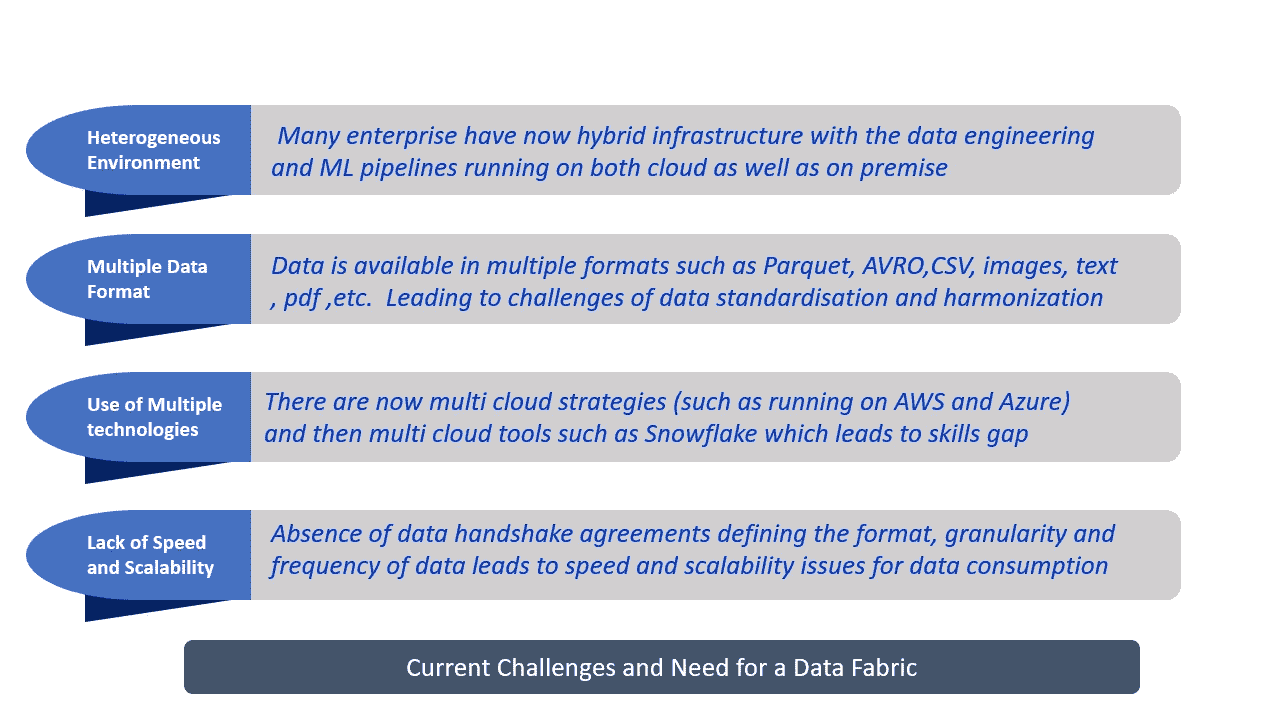 Heterogeneous
Environment
Many enterprise have now hybrid infrastructure with the data engineering
and ML pipelines running on both cloud as well as on premise
Multiple Data
Format
Data is available in multiple formats such as Parquet, AVRO,CSV, images, text
, pdf ,etc.  Leading to challenges of data standardisation and harmonization
Use of Multiple
technologies
There are now multi cloud strategies (such as running on AWS and Azure)
and then multi cloud tools such as Snowflake which leads to skills gap
Lack of Speed
and Scalability
Absence of data handshake agreements defining the format, granularity and
frequency of data leads to speed and scalability issues for data consumption
Current Challenges and Need for a Data Fabric